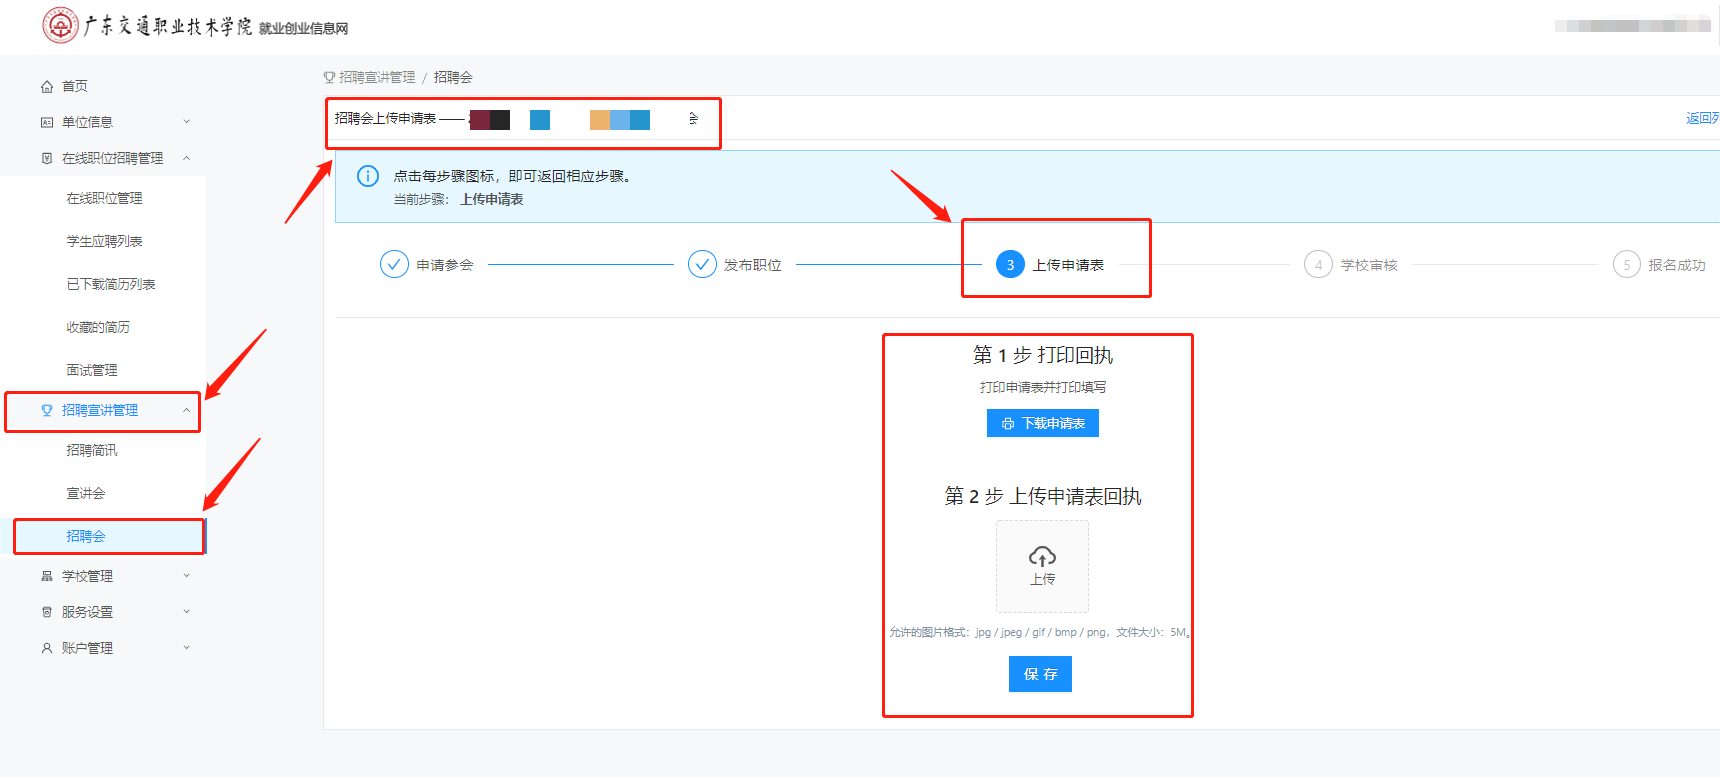 广东交通职业技术学院 就业创业信息网
首页
单位信息
在线职位招聘管理
在线职位管理
学生应聘列表
已下载简历列表
收藏的简历
面试管理
招聘宣讲管理
招聘简讯
宣讲会
招聘会
学校管理
服务设置
账户管理
招聘宣讲管理 / 招聘会
招聘会上传申请表 ——
返回列
点击每步骤图标，即可返回相应步骤。
当前步骤： 上传申请表
申请参会
发布职位
3 上传申请表
4 学校审核
5 报名成功
第 1 步 打印回执
打印申请表并打印填写
下载申请表
第 2 步 上传申请表回执
上传
允许的图片格式：jpg / jpeg / gif / bmp / png，文件大小：5M。
保 存